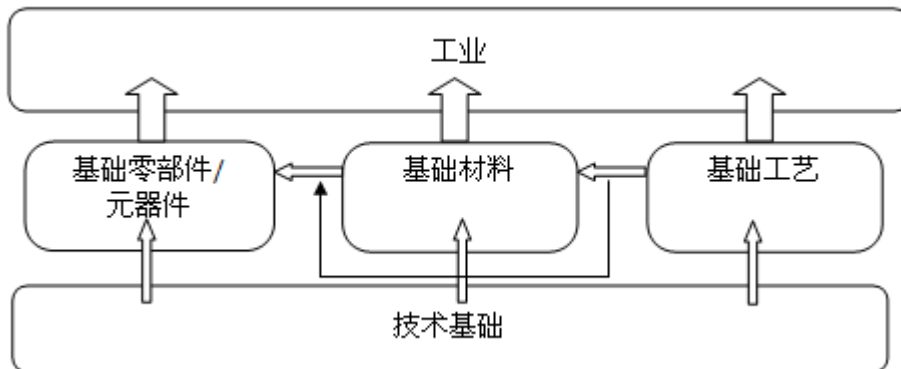 工业
基础零部件/
元器件
基础材料
基础工艺
技术基础